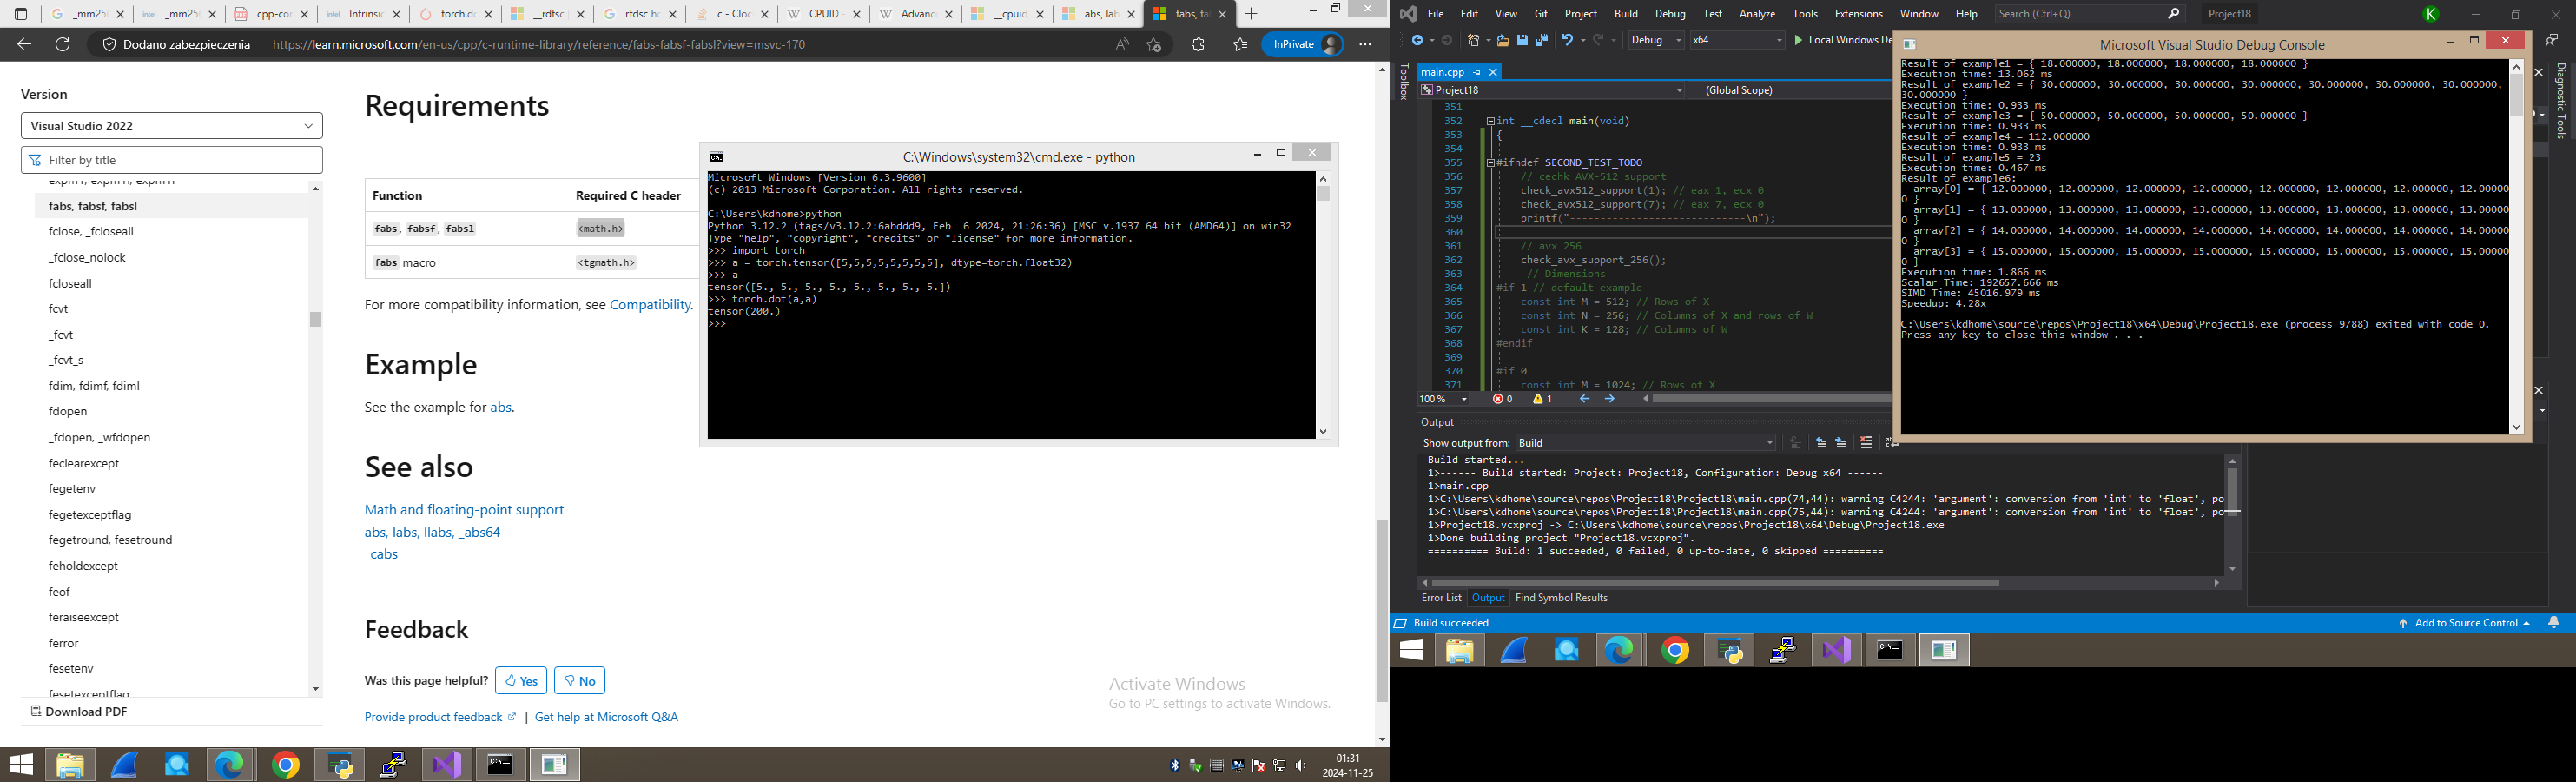 _mm25
_mm25
cpp-cor
_mm25
Intrinsic
torch.dc
__rdtsc
rtdsc hc
c - Cloc
CPUID -
Advanc
__cpuid
abs, lab
fabs, fa
Dodano zabezpieczenia
https://learn.microsoft.com/en-us/cpp/c-runtime-library/reference/fabs-fabsf-fabsl?view=msvc-170
InPrivate
Version
Visual Studio 2022
Filter by title
expm1, expm1f, expm1l
fabs, fabsf, fabsl
fclose, _fcloseall
_fclose_nolock
fcloseall
fcvt
_fcvt
_fcvt_s
fdim, fdimf, fdiml
fdopen
_fdopen, _wfdopen
feclearexcept
fegetenv
fegetexceptflag
fegetround, fesetround
feholdexcept
feof
feraiseexcept
ferror
fesetenv
fesetexceptflag
Download PDF
Requirements
Function Required C header
fabs, fabsf, fabsl <math.h>
fabs macro <tgmath.h>
For more compatibility information, see Compatibility.
Example
See the example for abs.
See also
Math and floating-point support
abs, labs, llabs, _abs64
_cabs
Feedback
Was this page helpful? Yes No
Provide product feedback | Get help at Microsoft Q&A
Activate Windows
Go to PC settings to activate Windows.
C:\Windows\system32\cmd.exe - python
Microsoft Windows [Version 6.3.9600]
(c) 2013 Microsoft Corporation. All rights reserved.
C:\Users\kdhome>python
Python 3.12.2 (tags/v3.12.2:6abddd9, Feb  6 2024, 21:26:36) [MSC v.1937 64 bit (AMD64)] on win32
Type "help", "copyright", "credits" or "license" for more information.
>>> import torch
>>> a = torch.tensor([5,5,5,5,5,5,5,5], dtype=torch.float32)
>>> a
tensor([5., 5., 5., 5., 5., 5., 5., 5.])
>>> torch.dot(a,a)
tensor(200.)
>>>
01:31
2024-11-25
File Edit View Git Project Build Debug Test Analyze Tools Extensions Window Help Search (Ctrl+Q) Project18 K
Debug x64 Local Windows De
Toolbox
main.cpp
Project18 (Global Scope)
351
352 int __cdecl main(void)
353 {
354
355 #ifndef SECOND_TEST_TODO
356 // cechk AVX-512 support
357 check_avx512_support(1); // eax 1, ecx 0
358 check_avx512_support(7); // eax 7, ecx 0
359 printf("-----------------------------\n");
360
361 // avx 256
362 check_avx_support_256();
363 // Dimensions
364 #if 1 // default example
365 const int M = 512; // Rows of X
366 const int N = 256; // Columns of X and rows of W
367 const int K = 128; // Columns of W
368 #endif
369
370 #if 0
371 const int M = 1024; // Rows of X
100 % 0 1
Output
Show output from: Build
Build started...
1>------ Build started: Project: Project18, Configuration: Debug x64 ------
1>main.cpp
1>C:\Users\kdhome\source\repos\Project18\Project18\main.cpp(74,44): warning C4244: 'argument': conversion from 'int' to 'float', po
1>C:\Users\kdhome\source\repos\Project18\Project18\main.cpp(75,44): warning C4244: 'argument': conversion from 'int' to 'float', po
1>Project18.vcxproj -> C:\Users\kdhome\source\repos\Project18\x64\Debug\Project18.exe
1>Done building project "Project18.vcxproj".
========== Build: 1 succeeded, 0 failed, 0 up-to-date, 0 skipped ==========
Error List Output Find Symbol Results
Build succeeded
Add to Source Control
Diagnostic Tools
Microsoft Visual Studio Debug Console
Result of example1 = { 18.000000, 18.000000, 18.000000, 18.000000 }
Execution time: 13.062 ms
Result of example2 = { 30.000000, 30.000000, 30.000000, 30.000000, 30.000000, 30.000000, 30.000000,
30.000000 }
Execution time: 0.933 ms
Result of example3 = { 50.000000, 50.000000, 50.000000, 50.000000 }
Execution time: 0.933 ms
Result of example4 = 112.000000
Execution time: 0.933 ms
Result of example5 = 23
Execution time: 0.467 ms
Result of example6:
array[0] = { 12.000000, 12.000000, 12.000000, 12.000000, 12.000000, 12.000000, 12.000000, 12.00000
0 }
array[1] = { 13.000000, 13.000000, 13.000000, 13.000000, 13.000000, 13.000000, 13.000000, 13.00000
0 }
array[2] = { 14.000000, 14.000000, 14.000000, 14.000000, 14.000000, 14.000000, 14.000000, 14.00000
0 }
array[3] = { 15.000000, 15.000000, 15.000000, 15.000000, 15.000000, 15.000000, 15.000000, 15.00000
0 }
Execution time: 1.866 ms
Scalar Time: 192657.666 ms
SIMD Time: 45016.979 ms
Speedup: 4.28x
C:\Users\kdhome\source\repos\Project18\x64\Debug\Project18.exe (process 9788) exited with code 0.
Press any key to close this window . . .